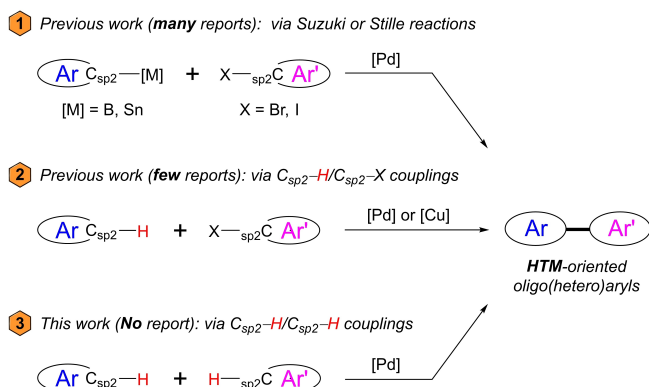 1 Previous work (many reports): via Suzuki or Stille reactions
Ar Csp2—[M] + X—sp2C Ar' [Pd]
[M] = B, Sn X = Br, I
2 Previous work (few reports): via Csp2–H/Csp2–X couplings
Ar Csp2—H + X—sp2C Ar' [Pd] or [Cu] Ar Ar'
HTM-oriented
oligo(hetero)aryls
3 This work (No report): via Csp2–H/Csp2–H couplings
Ar Csp2—H + H—sp2C Ar' [Pd]